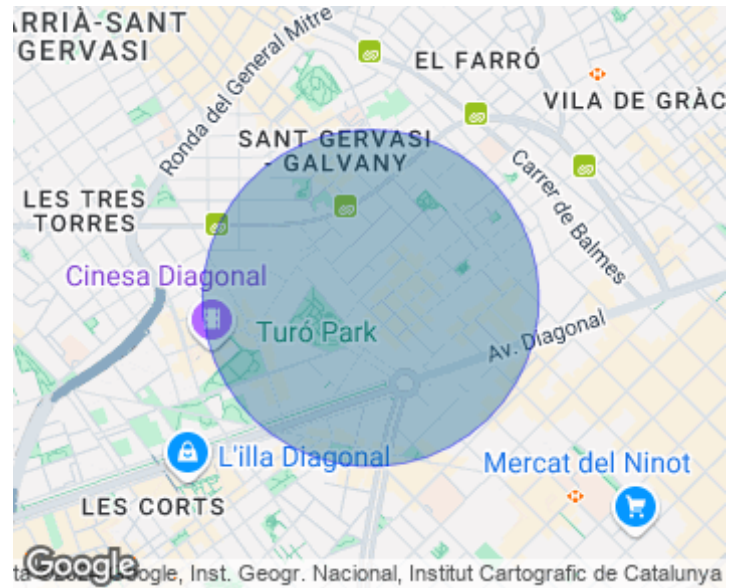 ARRIÀ-SANT
GERVASI
Ronda del General Mitre
EL FARRÓ
VILA DE GRÀC
SANT GERVASI
- GALVANY
Carrer de Balmes
LES TRES
TORRES
Cinesa Diagonal
Turó Park
Av. Diagonal
L'illa Diagonal
Mercat del Ninot
LES CORTS
Google
Google, Inst. Geogr. Nacional, Institut Cartografic de Catalunya